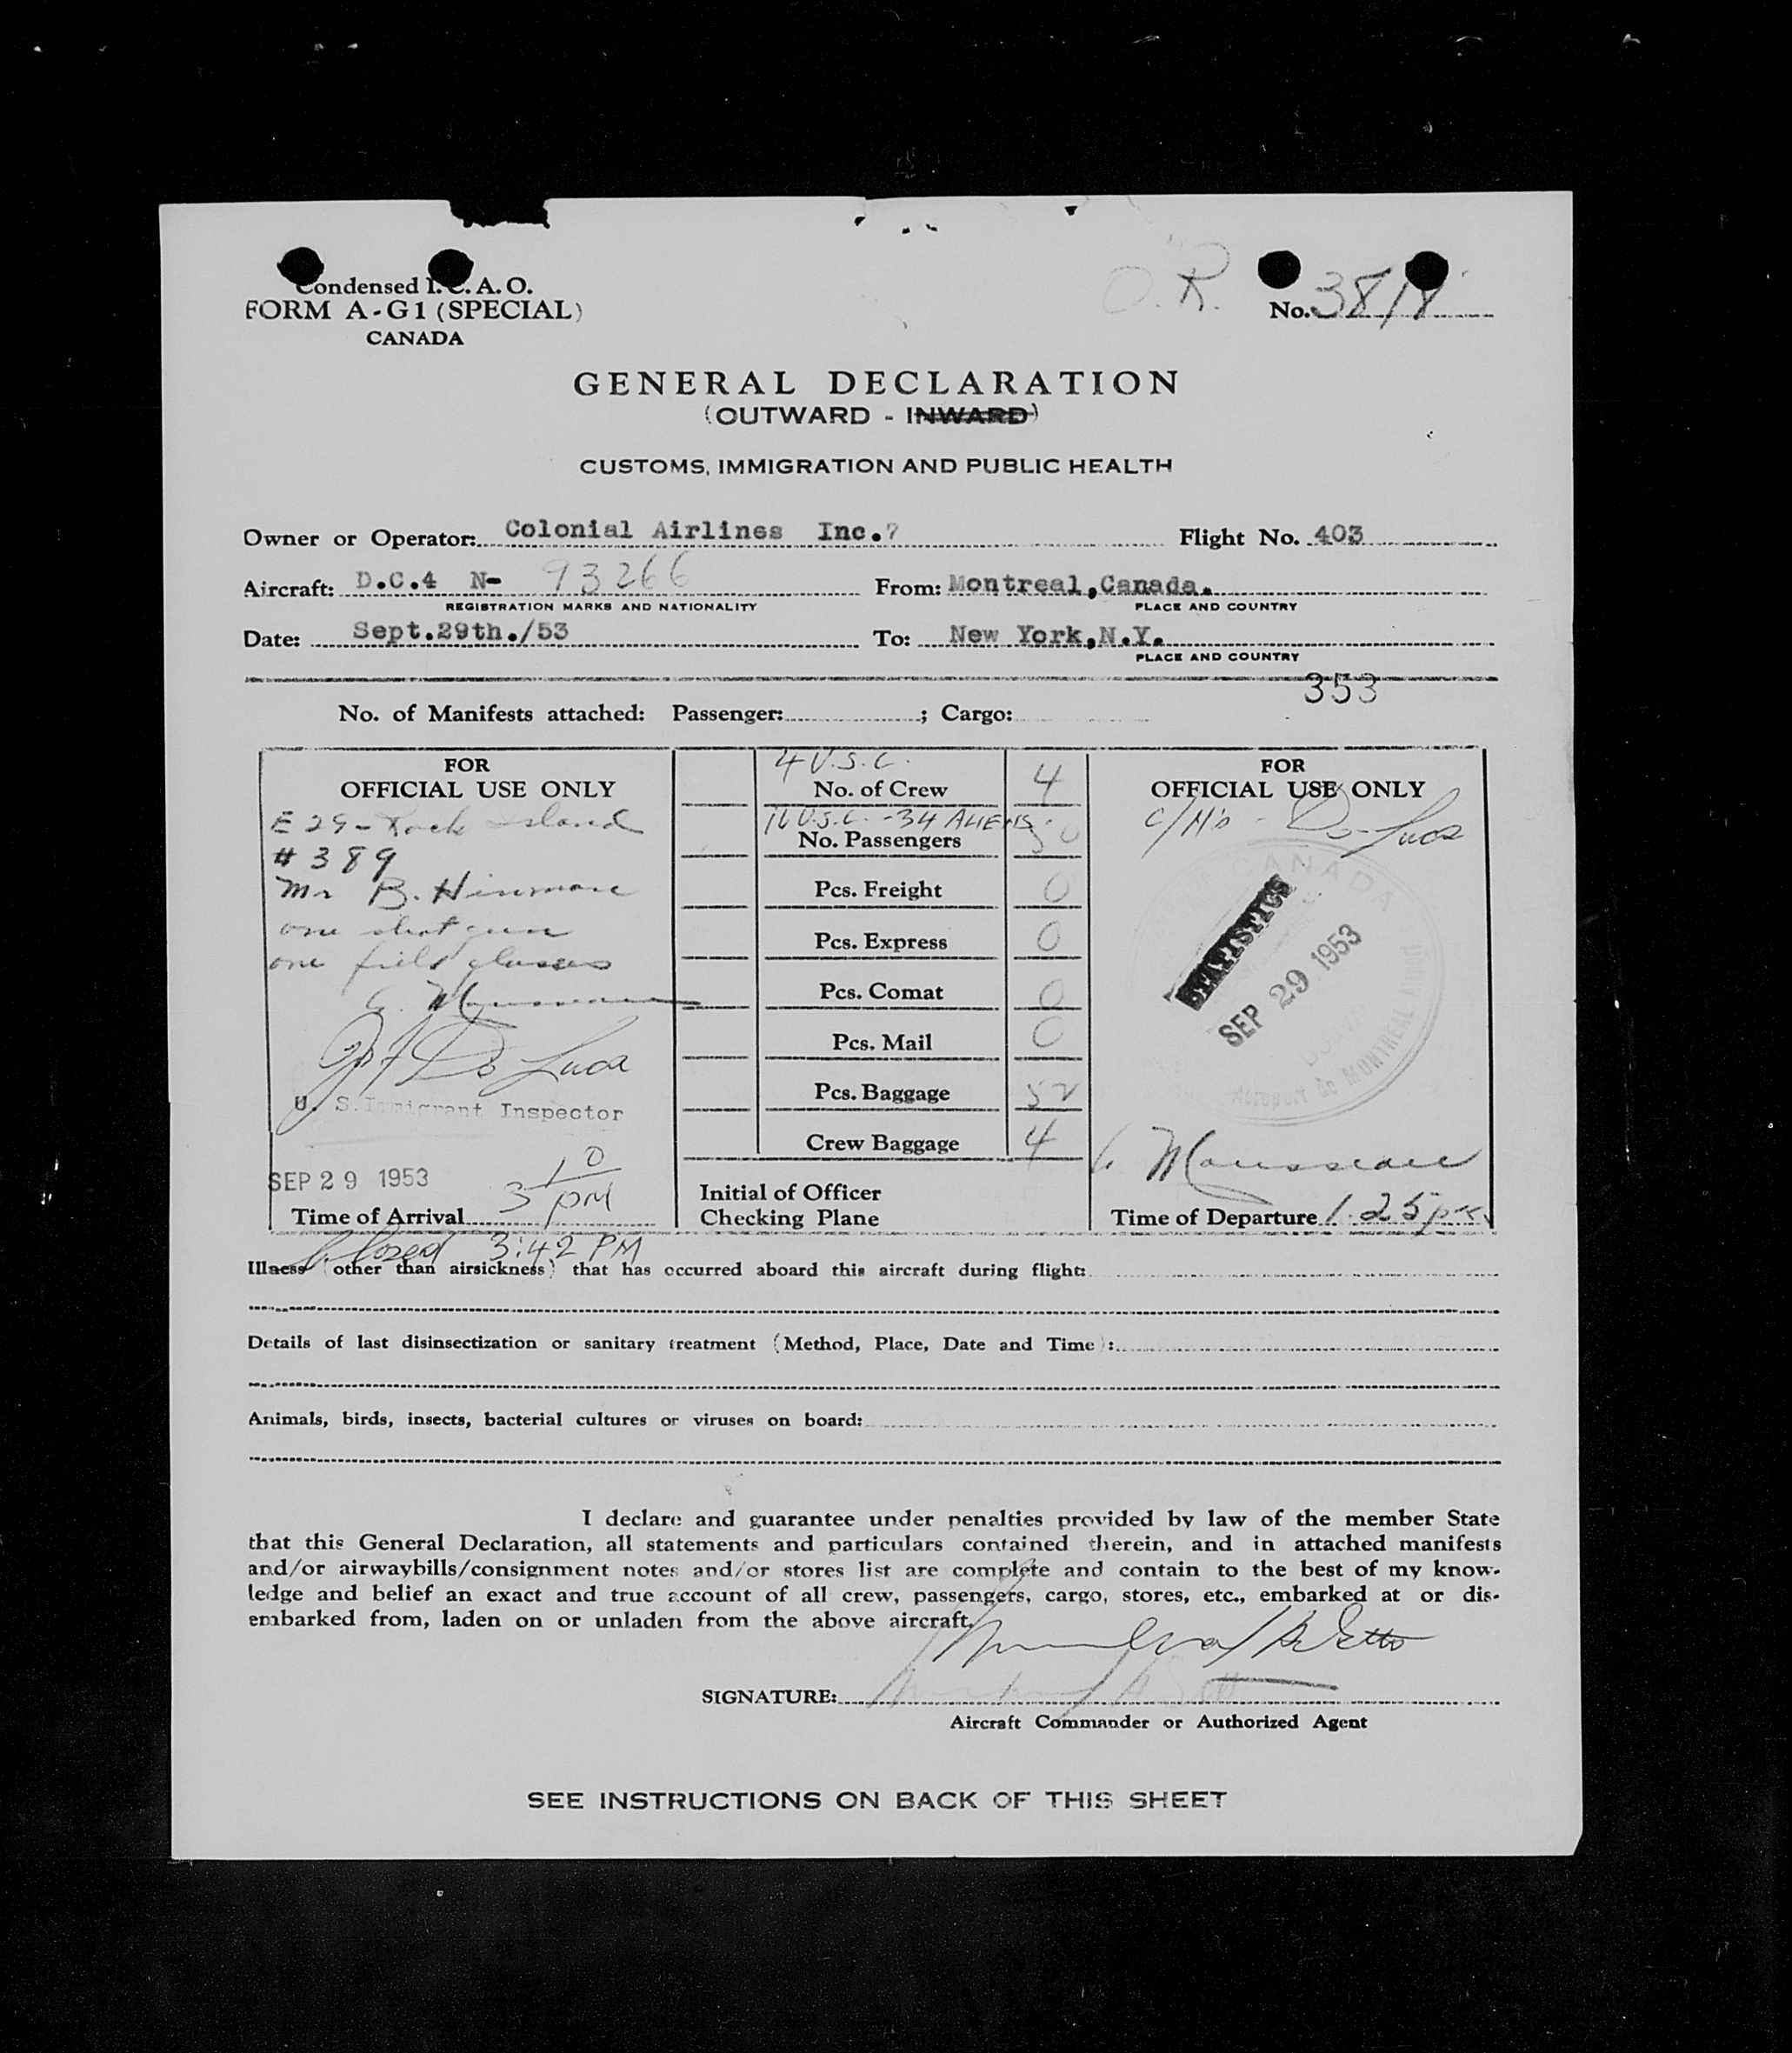 Condensed I.C.A.O.
FORM A-G1 (SPECIAL)
CANADA
O.R.
No. 3818
GENERAL DECLARATION
(OUTWARD - INWARD)
CUSTOMS, IMMIGRATION AND PUBLIC HEALTH
Owner or Operator: Colonial Airlines Inc.7 Flight No. 403
Aircraft: D.C.4 N- 93266 From: Montreal,Canada.
REGISTRATION MARKS AND NATIONALITY PLACE AND COUNTRY
Date: Sept.29th./53 To: New York,N.Y.
PLACE AND COUNTRY
353
No. of Manifests attached: Passenger: ; Cargo:
FOR
OFFICIAL USE ONLY
E29 - Rock Island
# 389
Mr B. Hinman
one shot gun
one field glasses
De Luca
U. S. Immigrant Inspector
SEP 29 1953
3 10 PM
Time of Arrival
4 U.S.C.
No. of Crew 4
16 U.S.C. - 34 ALIENS.
No. Passengers 50
Pcs. Freight 0
Pcs. Express 0
Pcs. Comat 0
Pcs. Mail 0
Pcs. Baggage 52
Crew Baggage 4
Initial of Officer
Checking Plane
FOR
OFFICIAL USE ONLY
De Luca
CANADA
STATISTICS
SEP 29 1953
MONTREAL
Mousseau
Time of Departure 1.25 pm
Closed 3:42 PM
Illness (other than airsickness) that has occurred aboard this aircraft during flight:
Details of last disinsectization or sanitary treatment (Method, Place, Date and Time):
Animals, birds, insects, bacterial cultures or viruses on board:
I declare and guarantee under penalties provided by law of the member State
that this General Declaration, all statements and particulars contained therein, and in attached manifests
and/or airwaybills/consignment notes and/or stores list are complete and contain to the best of my know-
ledge and belief an exact and true account of all crew, passengers, cargo, stores, etc., embarked at or dis-
embarked from, laden on or unladen from the above aircraft.
SIGNATURE:
Aircraft Commander or Authorized Agent
SEE INSTRUCTIONS ON BACK OF THIS SHEET